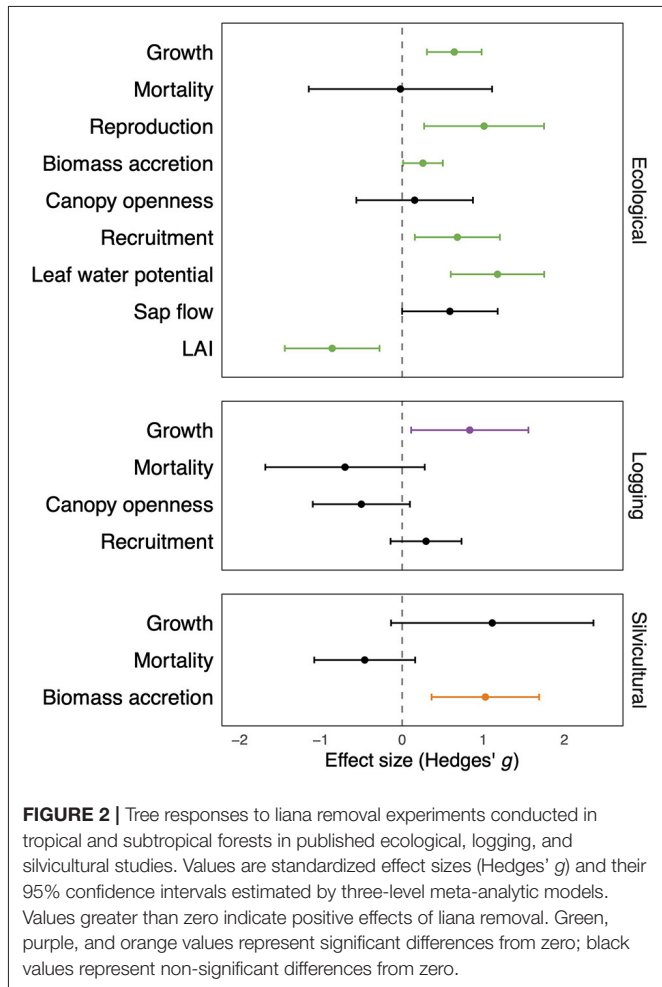 Growth
Mortality
Reproduction
Biomass accretion
Canopy openness
Recruitment
Leaf water potential
Sap flow
LAI
Ecological
Growth
Mortality
Canopy openness
Recruitment
Logging
Growth
Mortality
Biomass accretion
Silvicultural
−2 −1 0 1 2
Effect size (Hedges' g)
FIGURE 2 | Tree responses to liana removal experiments conducted in
tropical and subtropical forests in published ecological, logging, and
silvicultural studies. Values are standardized effect sizes (Hedges' g) and their
95% confidence intervals estimated by three-level meta-analytic models.
Values greater than zero indicate positive effects of liana removal. Green,
purple, and orange values represent significant differences from zero; black
values represent non-significant differences from zero.